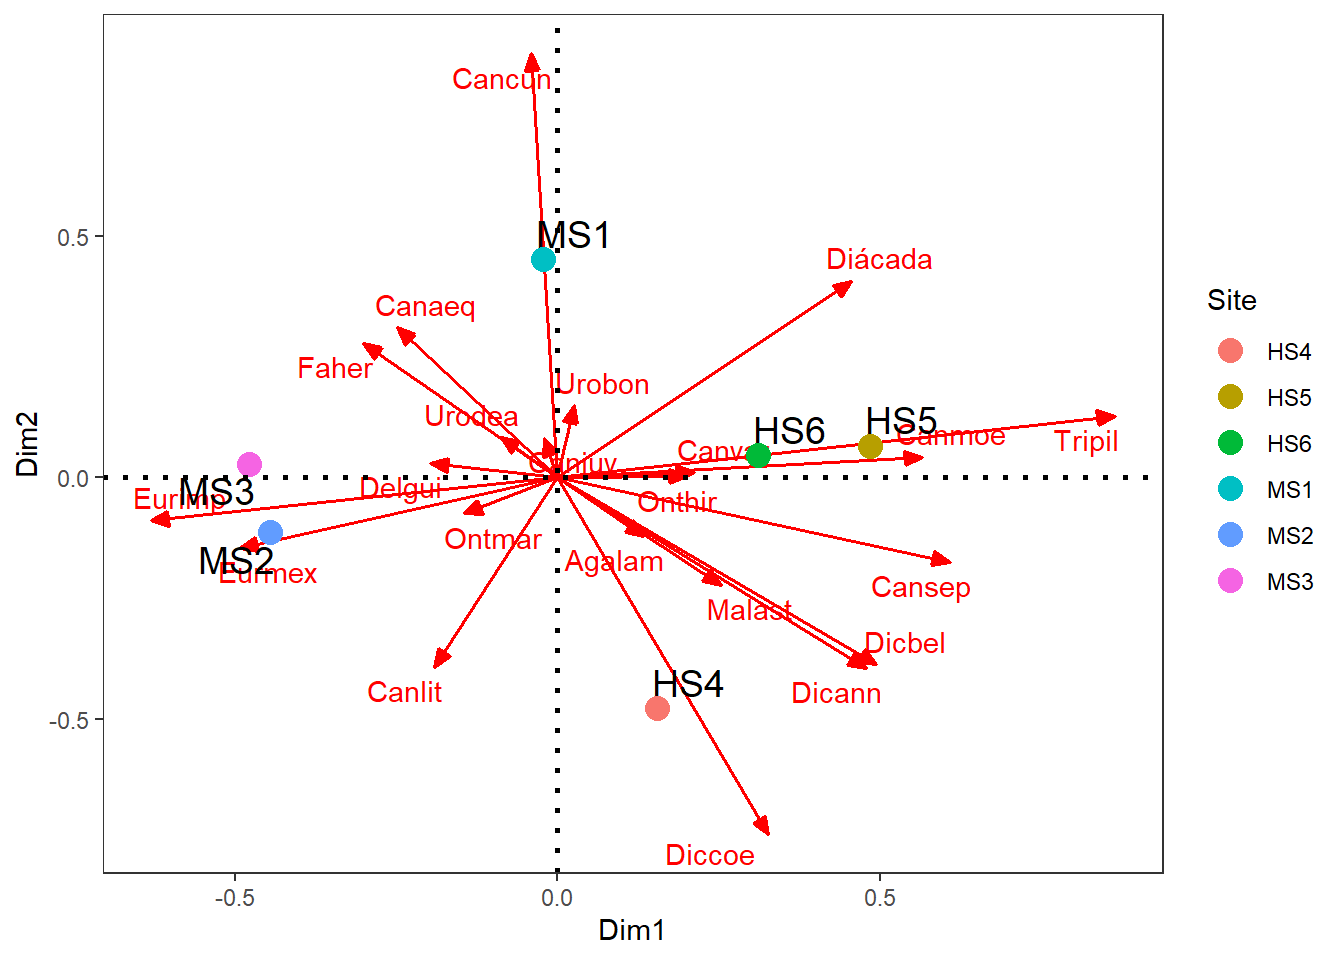 Cancun
MS1
Diácada
Canaeq
Faher
Urobon
Urodea
HS6
HS5
Canmoe
Tripil
Canjuv
Delgui
MS3
Eurimp
Onthir
Ontmar
Agalam
MS2
Eurmex
Cansep
Malast
Dicbel
Canlit
Dicann
HS4
Diccoe
0.5
0.0
-0.5
Dim2
-0.5
0.0
0.5
Dim1
Site
HS4
HS5
HS6
MS1
MS2
MS3